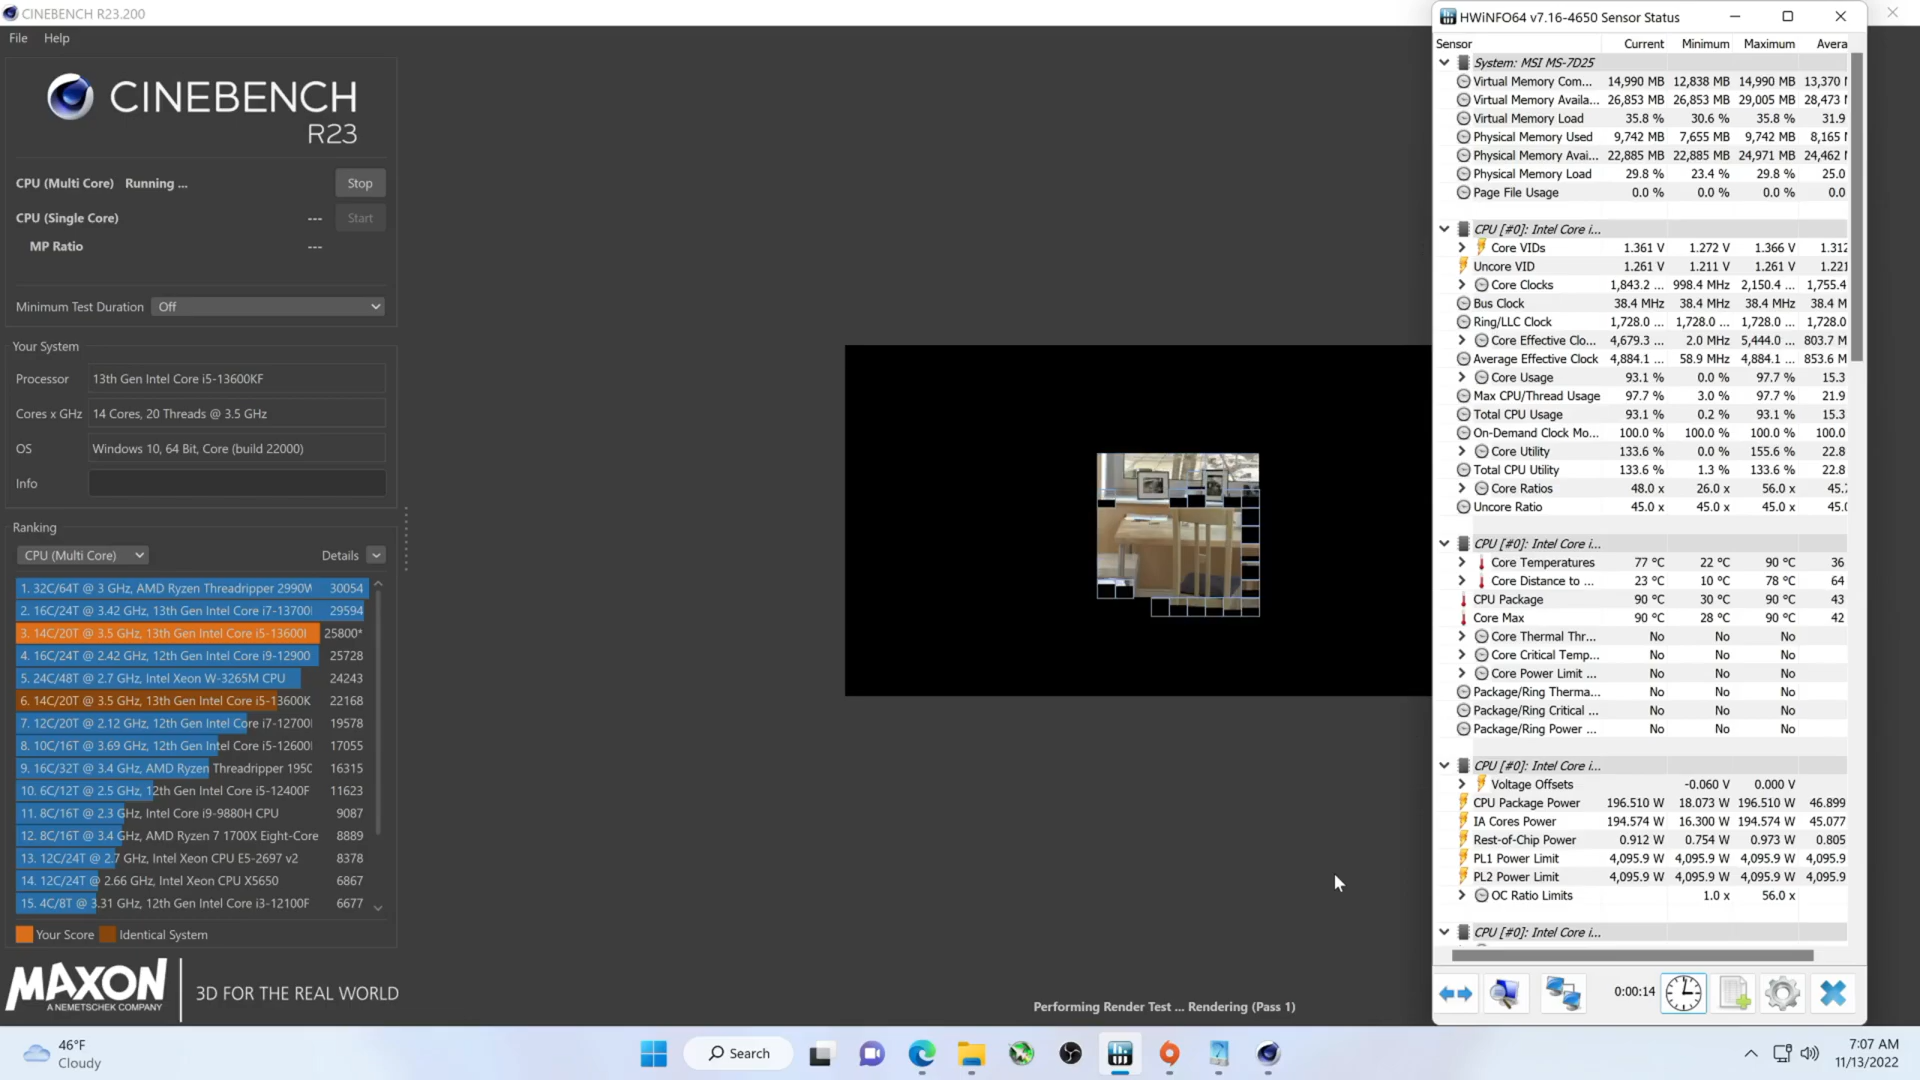 CINEBENCH R23.200
File Help
CINEBENCH
R23
CPU (Multi Core) Running ... Stop
CPU (Single Core) --- Start
MP Ratio ---
Minimum Test Duration Off
Your System
Processor 13th Gen Intel Core i5-13600KF
Cores x GHz 14 Cores, 20 Threads @ 3.5 GHz
OS Windows 10, 64 Bit, Core (build 22000)
Info
Ranking
CPU (Multi Core) Details
1. 32C/64T @ 3 GHz, AMD Ryzen Threadripper 2990W 30054
2. 16C/24T @ 3.42 GHz, 13th Gen Intel Core i7-13700 29594
3. 14C/20T @ 3.5 GHz, 13th Gen Intel Core i5-13600 25800*
4. 16C/24T @ 2.42 GHz, 12th Gen Intel Core i9-12900 25728
5. 24C/48T @ 2.7 GHz, Intel Xeon W-3265M CPU 24243
6. 14C/20T @ 3.5 GHz, 13th Gen Intel Core i5-13600K 22168
7. 12C/20T @ 2.12 GHz, 12th Gen Intel Core i7-12700 19578
8. 10C/16T @ 3.69 GHz, 12th Gen Intel Core i5-12600 17055
9. 16C/32T @ 3.4 GHz, AMD Ryzen Threadripper 195 16315
10. 6C/12T @ 2.5 GHz, 12th Gen Intel Core i5-12400F 11623
11. 8C/16T @ 2.3 GHz, Intel Core i9-9880H CPU 9087
12. 8C/16T @ 3.4 GHz, AMD Ryzen 7 1700X Eight-Core 8889
13. 12C/24T @ 2.7 GHz, Intel Xeon CPU E5-2697 v2 8378
14. 12C/24T @ 2.66 GHz, Intel Xeon CPU X5650 6867
15. 4C/8T @ 3.31 GHz, 12th Gen Intel Core i3-12100F 6677
Your Score Identical System
MAXON
A NEMETSCHEK COMPANY
3D FOR THE REAL WORLD
Performing Render Test ... Rendering (Pass 1)
HWiNFO64 v7.16-4650 Sensor Status
Sensor Current Minimum Maximum Avera
System: MSI MS-7D25
Virtual Memory Com... 14,990 MB 12,838 MB 14,990 MB 13,370
Virtual Memory Availa... 26,853 MB 26,853 MB 29,005 MB 28,473
Virtual Memory Load 35.8 % 30.6 % 35.8 % 31.9
Physical Memory Used 9,742 MB 7,655 MB 9,742 MB 8,165
Physical Memory Avai... 22,885 MB 22,885 MB 24,971 MB 24,462
Physical Memory Load 29.8 % 23.4 % 29.8 % 25.0
Page File Usage 0.0 % 0.0 % 0.0 % 0.0
CPU [#0]: Intel Core i...
Core VIDs 1.361 V 1.272 V 1.366 V 1.312
Uncore VID 1.261 V 1.211 V 1.261 V 1.221
Core Clocks 1,843.2 ... 998.4 MHz 2,150.4 ... 1,755.4
Bus Clock 38.4 MHz 38.4 MHz 38.4 MHz 38.4 M
Ring/LLC Clock 1,728.0 ... 1,728.0 ... 1,728.0 ... 1,728.0
Core Effective Clo... 4,679.3 ... 2.0 MHz 5,444.0 ... 803.7 M
Average Effective Clock 4,884.1 ... 58.9 MHz 4,884.1 ... 853.6 M
Core Usage 93.1 % 0.0 % 97.7 % 15.3
Max CPU/Thread Usage 97.7 % 3.0 % 97.7 % 21.9
Total CPU Usage 93.1 % 0.2 % 93.1 % 15.3
On-Demand Clock Mo... 100.0 % 100.0 % 100.0 % 100.0
Core Utility 133.6 % 0.0 % 155.6 % 22.8
Total CPU Utility 133.6 % 1.3 % 133.6 % 22.8
Core Ratios 48.0 x 26.0 x 56.0 x 45.
Uncore Ratio 45.0 x 45.0 x 45.0 x 45.
CPU [#0]: Intel Core i...
Core Temperatures 77 °C 22 °C 90 °C 36
Core Distance to ... 23 °C 10 °C 78 °C 64
CPU Package 90 °C 30 °C 90 °C 43
Core Max 90 °C 28 °C 90 °C 42
Core Thermal Thr... No No No
Core Critical Temp... No No No
Core Power Limit ... No No No
Package/Ring Therma... No No No
Package/Ring Critical ... No No No
Package/Ring Power ... No No No
CPU [#0]: Intel Core i...
Voltage Offsets -0.060 V 0.000 V
CPU Package Power 196.510 W 18.073 W 196.510 W 46.899
IA Cores Power 194.574 W 16.300 W 194.574 W 45.077
Rest-of-Chip Power 0.912 W 0.754 W 0.973 W 0.805
PL1 Power Limit 4,095.9 W 4,095.9 W 4,095.9 W 4,095.9
PL2 Power Limit 4,095.9 W 4,095.9 W 4,095.9 W 4,095.9
OC Ratio Limits 1.0 x 56.0 x
CPU [#0]: Intel Core i...
0:00:14
46°F
Cloudy
Search
7:07 AM
11/13/2022